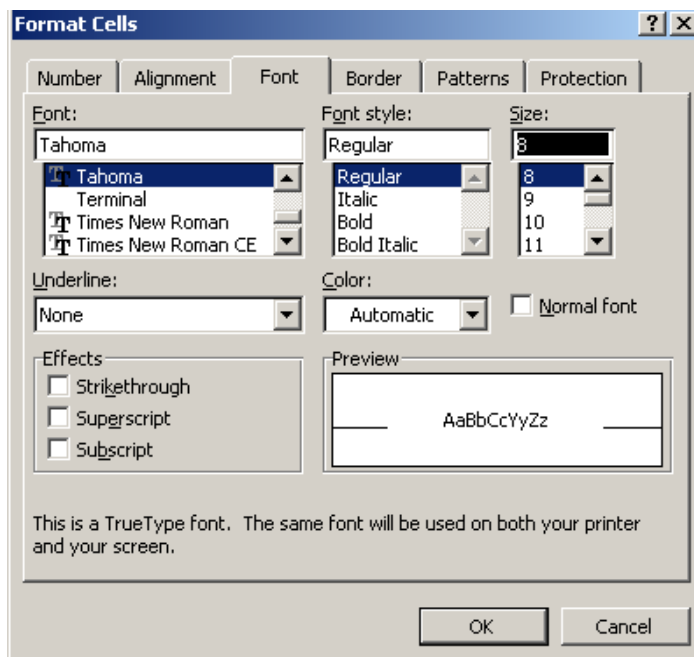 Format Cells
Number Alignment Font Border Patterns Protection
Font: Font style: Size:
Tahoma Regular 8
Tahoma Regular 8
Terminal Italic 9
Times New Roman Bold 10
Times New Roman CE Bold Italic 11
Underline: Color:
None Automatic Normal font
Effects Preview
Strikethrough
Superscript AaBbCcYyZz
Subscript
This is a TrueType font. The same font will be used on both your printer
and your screen.
OK Cancel